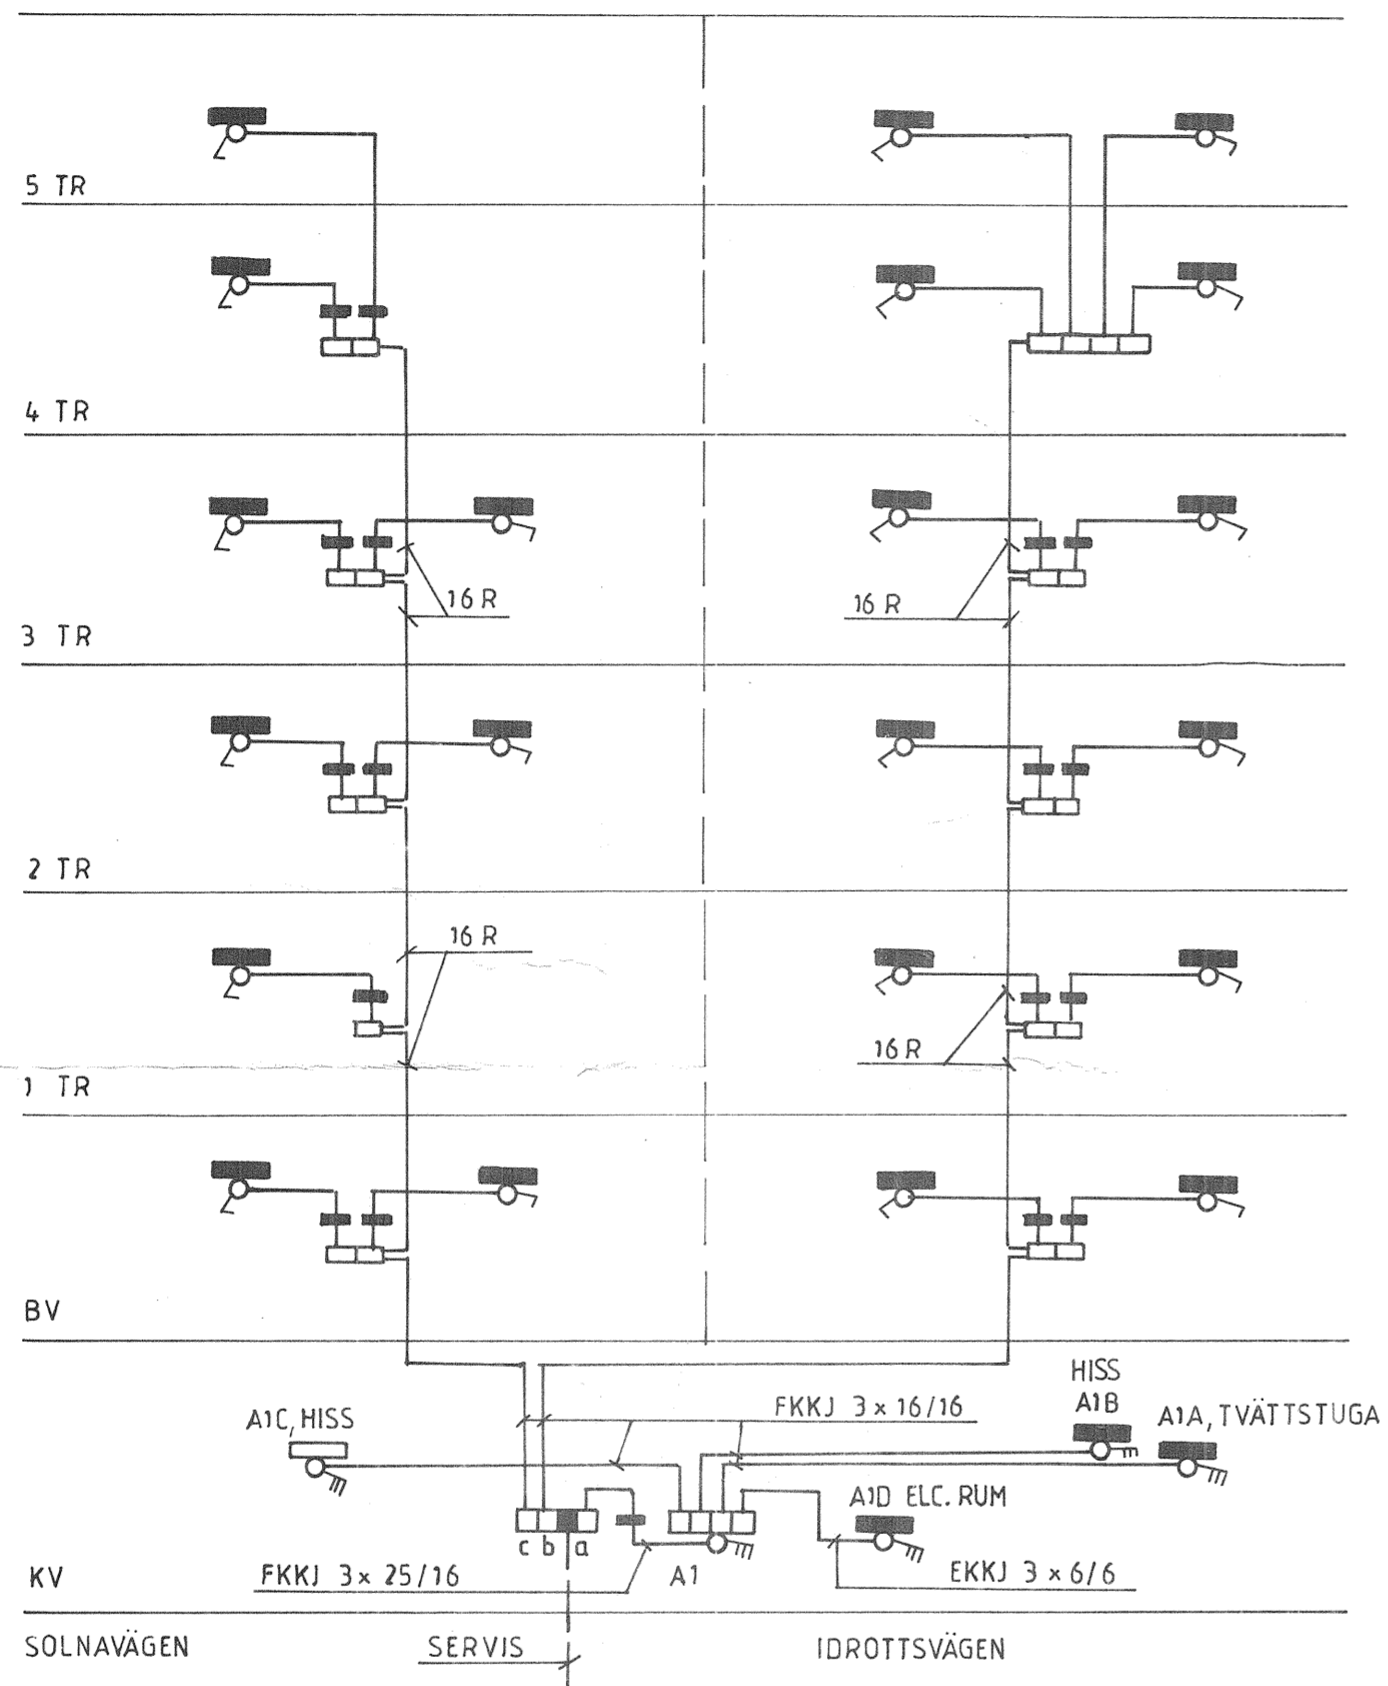 5 TR
4 TR
16 R
16 R
3 TR
2 TR
16 R
16 R
1 TR
BV
HISS
A1B
FKKJ 3 x 16/16
A1C, HISS
A1A, TVÄTTSTUGA
A1D ELC. RUM
c b a
A1
KV
FKKJ 3 x 25/16
EKKJ 3 x 6/6
SOLNAVÄGEN
SERVIS
IDROTTSVÄGEN